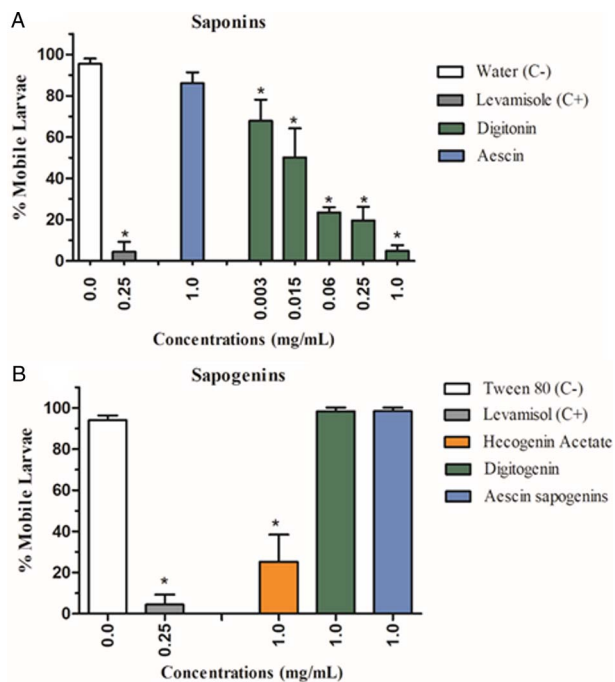 A
Saponins
% Mobile Larvae
100
80
60
40
20
0
*
*
*
*
*
*
0.0
0.25
1.0
0.003
0.015
0.06
0.25
1.0
Concentrations (mg/mL)
Water (C-)
Levamisole (C+)
Digitonin
Aescin
B
Sapogenins
% Mobile Larvae
100
80
60
40
20
0
*
*
0.0
0.25
1.0
1.0
1.0
Concentrations (mg/mL)
Tween 80 (C-)
Levamisol (C+)
Hecogenin Acetate
Digitogenin
Aescin sapogenins